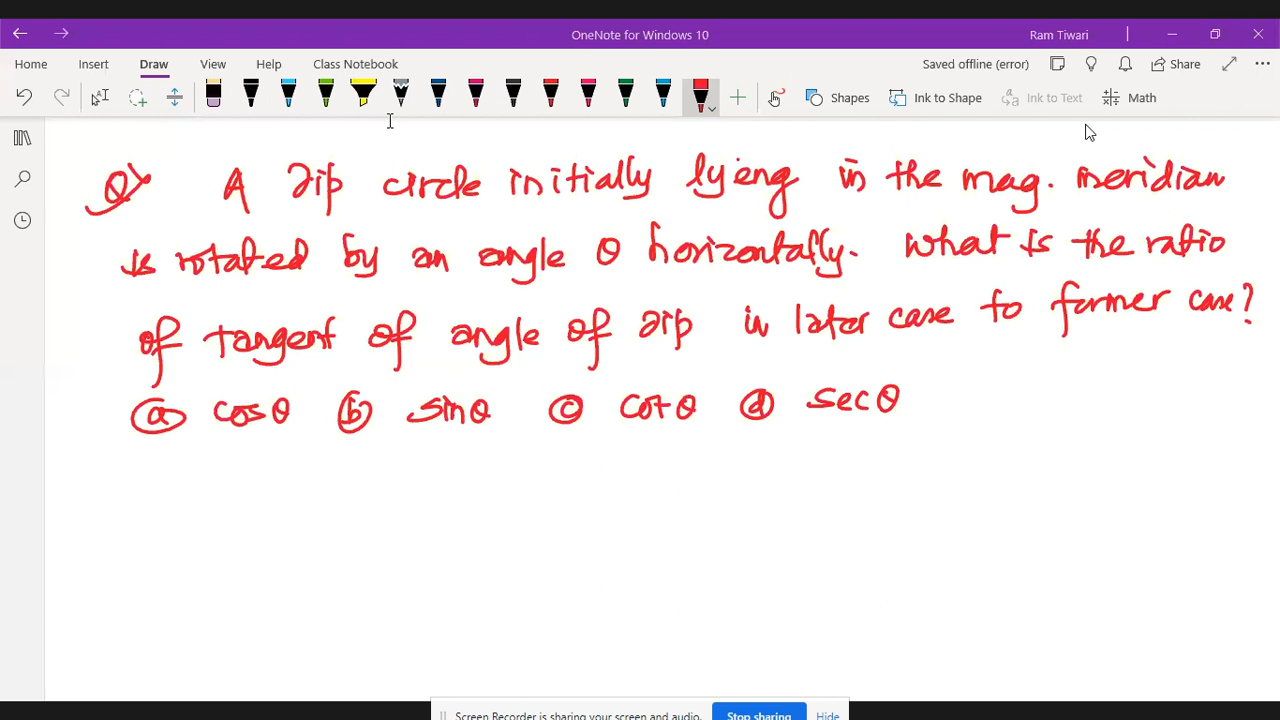 OneNote for Windows 10
Ram Tiwari
Home Insert Draw View Help Class Notebook
Saved offline (error) Share
Shapes Ink to Shape Ink to Text Math
Q> A dip circle initially lyeng in the mag. meridian
is rotated by an angle θ horizontally. What is the ratio
of tangent of angle of dip in later case to former case?
ⓐ cosθ ⓑ sinθ ⓒ cotθ ⓓ secθ
Screen Recorder is sharing your screen and audio. Stop sharing Hide